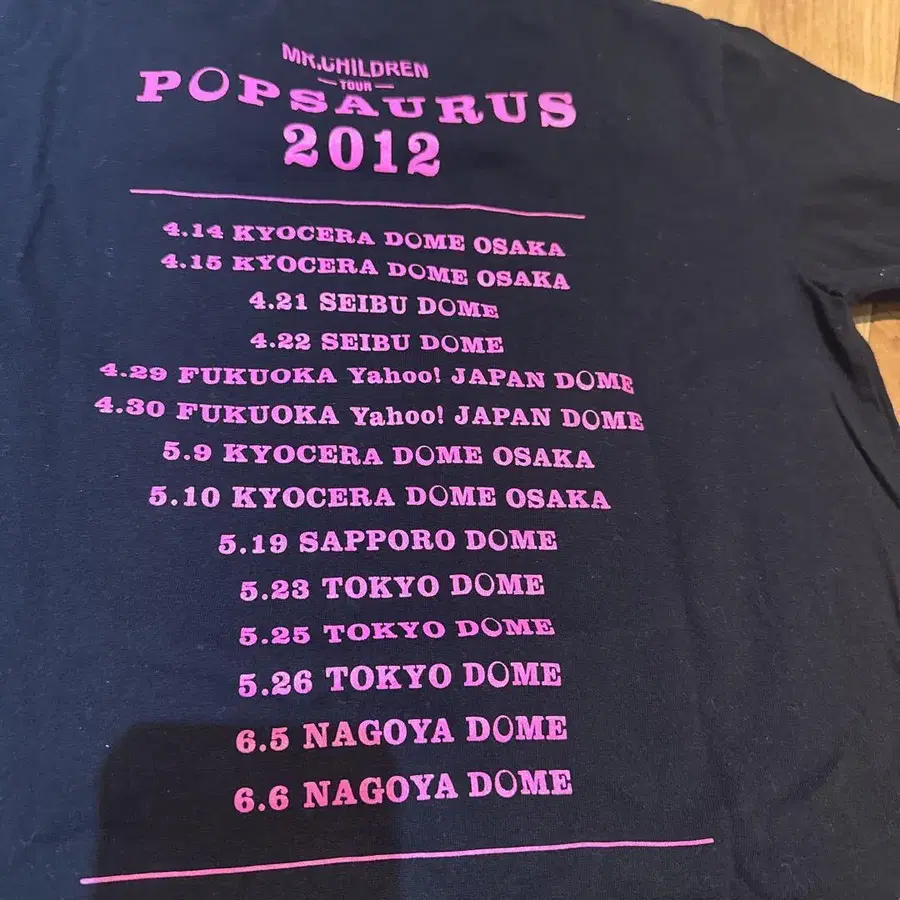 MR.CHILDREN
TOUR
POPSAURUS
2012
4.14 KYOCERA DOME OSAKA
4.15 KYOCERA DOME OSAKA
4.21 SEIBU DOME
4.22 SEIBU DOME
4.29 FUKUOKA Yahoo! JAPAN DOME
4.30 FUKUOKA Yahoo! JAPAN DOME
5.9 KYOCERA DOME OSAKA
5.10 KYOCERA DOME OSAKA
5.19 SAPPORO DOME
5.23 TOKYO DOME
5.25 TOKYO DOME
5.26 TOKYO DOME
6.5 NAGOYA DOME
6.6 NAGOYA DOME